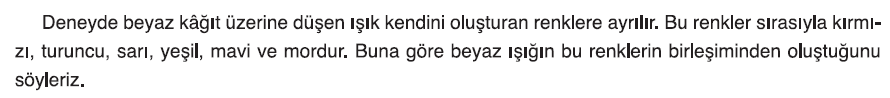 Deneyde beyaz kâğıt üzerine düşen ışık kendini oluşturan renklere ayrılır. Bu renkler sırasıyla kırmı-
zı, turuncu, sarı, yeşil, mavi ve mordur. Buna göre beyaz ışığın bu renklerin birleşiminden oluştuğunu
söyleriz.